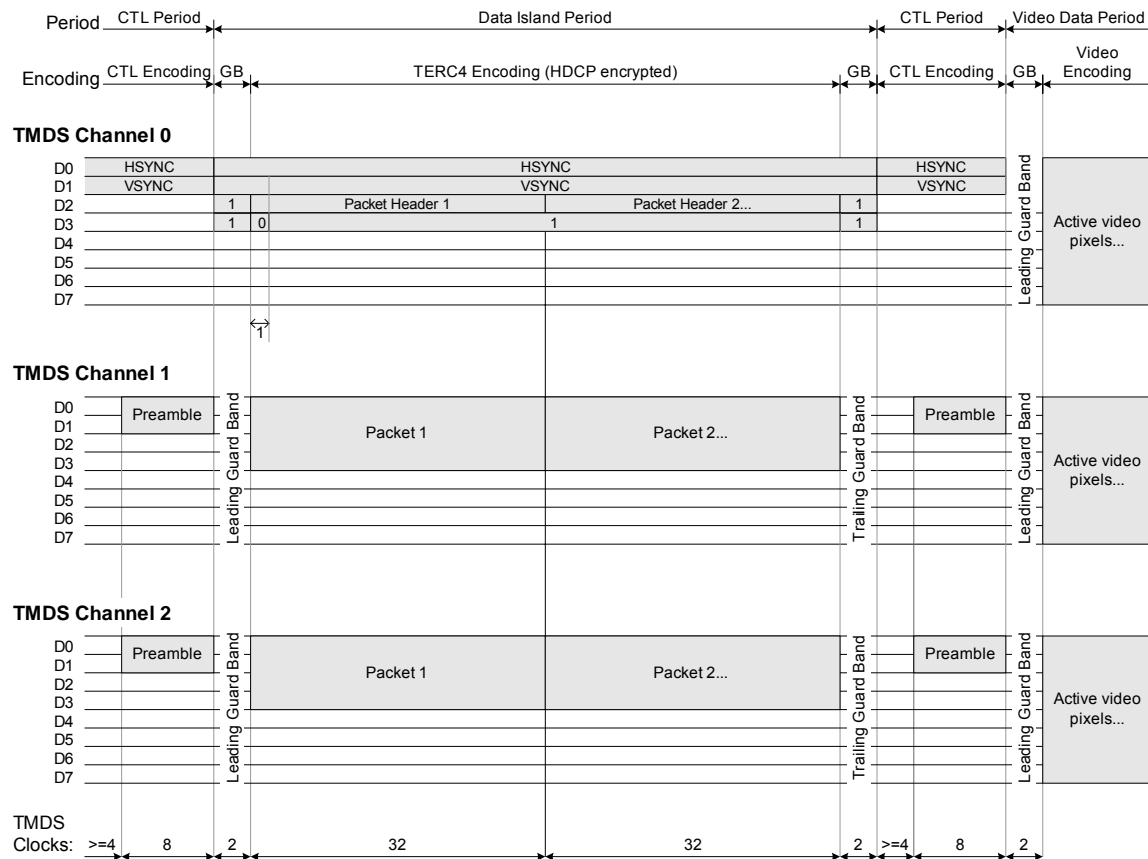 Period CTL Period Data Island Period CTL Period Video Data Period
Encoding CTL Encoding GB TERC4 Encoding (HDCP encrypted) GB CTL Encoding GB Video Encoding
TMDS Channel 0
D0 HSYNC HSYNC HSYNC
D1 VSYNC VSYNC VSYNC
D2 1 Packet Header 1 Packet Header 2... 1
D3 1 0 1 1
D4
D5
D6
D7
Leading Guard Band
Active video
pixels...
1
TMDS Channel 1
D0
D1
D2
D3
D4
D5
D6
D7
Preamble
Leading Guard Band
Packet 1
Packet 2...
Trailing Guard Band
Preamble
Leading Guard Band
Active video
pixels...
TMDS Channel 2
D0
D1
D2
D3
D4
D5
D6
D7
Preamble
Leading Guard Band
Packet 1
Packet 2...
Trailing Guard Band
Preamble
Leading Guard Band
Active video
pixels...
TMDS
Clocks: >=4 8 2 32 32 2 >=4 8 2